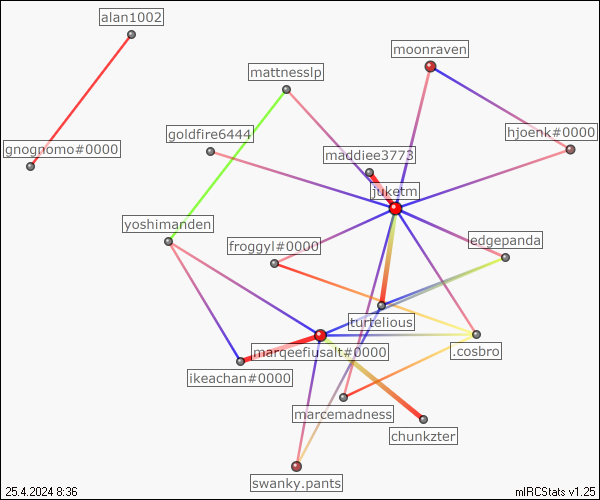 alan1002
moonraven
mattnesslp
goldfire6444
hjoenk#0000
gnognomo#0000
maddiee3773
juketm
yoshimanden
froggyl#0000
edgepanda
turtelious
marqeefiusalt#0000
.cosbro
ikeachan#0000
marcemadness
chunkzter
swanky.pants
25.4.2024 8:36
mIRCStats v1.25